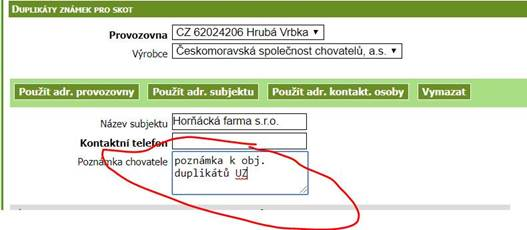 Duplikáty známek pro skot
Provozovna CZ 62024206 Hrubá Vrbka
Výrobce Českomoravská společnost chovatelů, a.s.
Použít adr. provozovny Použít adr. subjektu Použít adr. kontakt. osoby Vymazat
Název subjektu Horňácká farma s.r.o.
Kontaktní telefon
Poznámka chovatele poznámka k obj.
duplikátů UZ